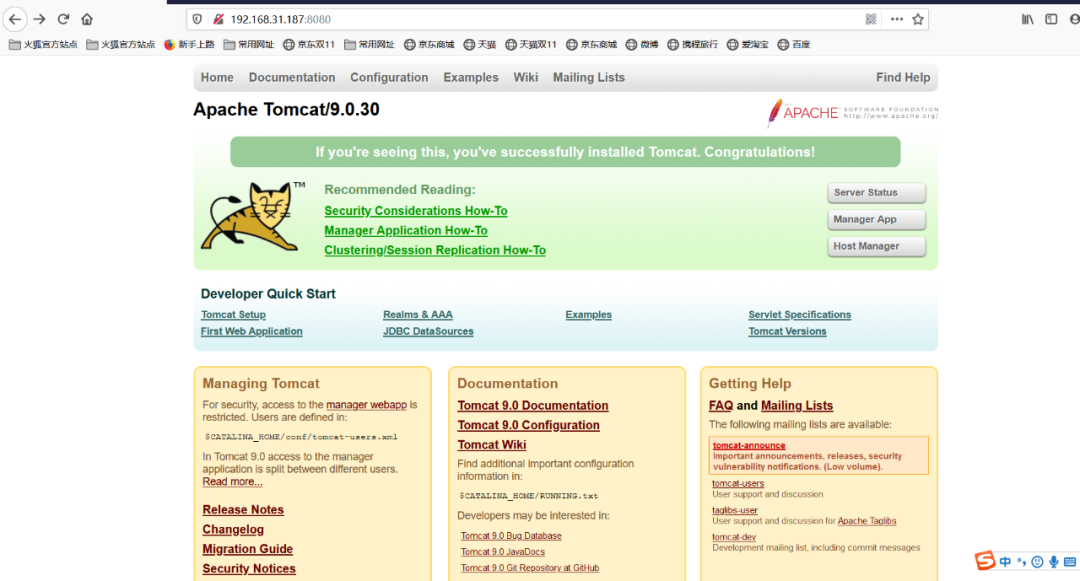 192.168.31.187:8080
火狐官方站点 火狐官方站点 新手上路 常用网址 京东双11 常用网址 京东商城 天猫 天猫双11 京东商城 微博 携程旅行 爱淘宝 百度
Home Documentation Configuration Examples Wiki Mailing Lists Find Help
Apache Tomcat/9.0.30
APACHE SOFTWARE FOUNDATION
http://www.apache.org/
If you're seeing this, you've successfully installed Tomcat. Congratulations!
TM
Recommended Reading:
Security Considerations How-To
Manager Application How-To
Clustering/Session Replication How-To
Server Status
Manager App
Host Manager
Developer Quick Start
Tomcat Setup
First Web Application
Realms & AAA
JDBC DataSources
Examples
Servlet Specifications
Tomcat Versions
Managing Tomcat
For security, access to the manager webapp is
restricted. Users are defined in:
$CATALINA_HOME/conf/tomcat-users.xml
In Tomcat 9.0 access to the manager
application is split between different users.
Read more...
Release Notes
Changelog
Migration Guide
Security Notices
Documentation
Tomcat 9.0 Documentation
Tomcat 9.0 Configuration
Tomcat Wiki
Find additional important configuration
information in:
$CATALINA_HOME/RUNNING.txt
Developers may be interested in:
Tomcat 9.0 Bug Database
Tomcat 9.0 JavaDocs
Tomcat 9.0 Git Repository at GitHub
Getting Help
FAQ and Mailing Lists
The following mailing lists are available:
tomcat-announce
Important announcements, releases, security
vulnerability notifications. (Low volume).
tomcat-users
User support and discussion
taglibs-user
User support and discussion for Apache Taglibs
tomcat-dev
Development mailing list, including commit messages
S 中